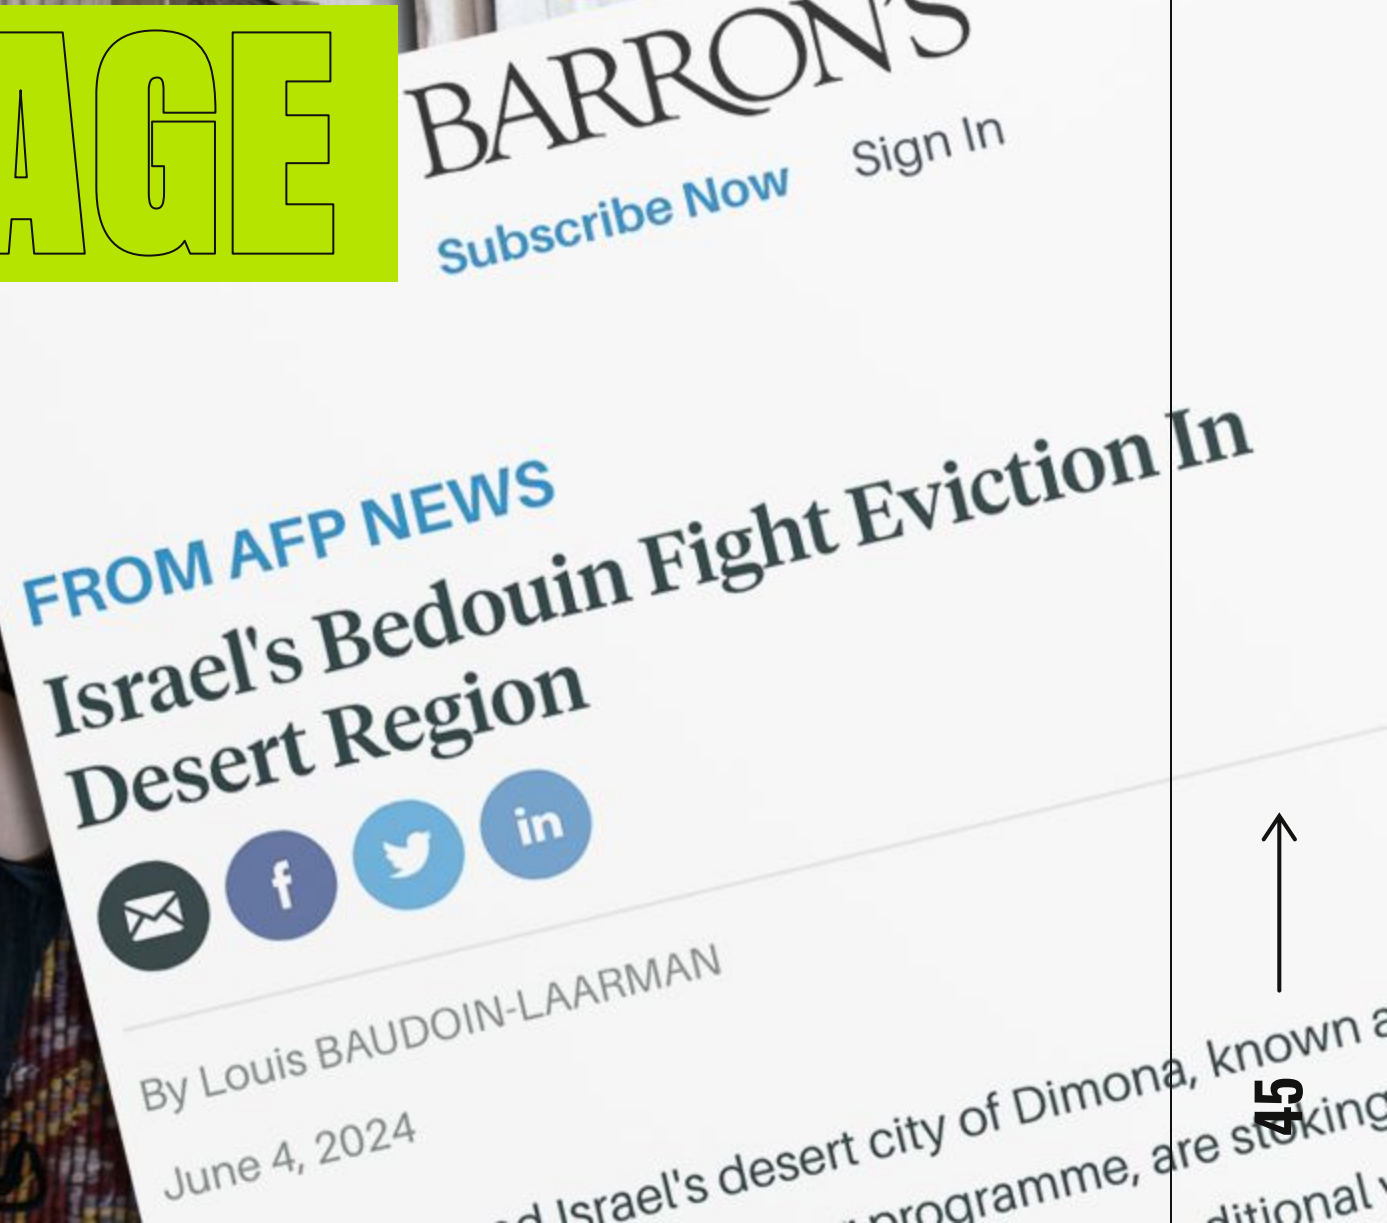 AGE
BARRON'S
Subscribe Now
Sign In
FROM AFP NEWS
Israel's Bedouin Fight Eviction In
Desert Region
f
in
By Louis BAUDOIN-LAARMAN
June 4, 2024
Israel's desert city of Dimona, known
programme, are stoking
45